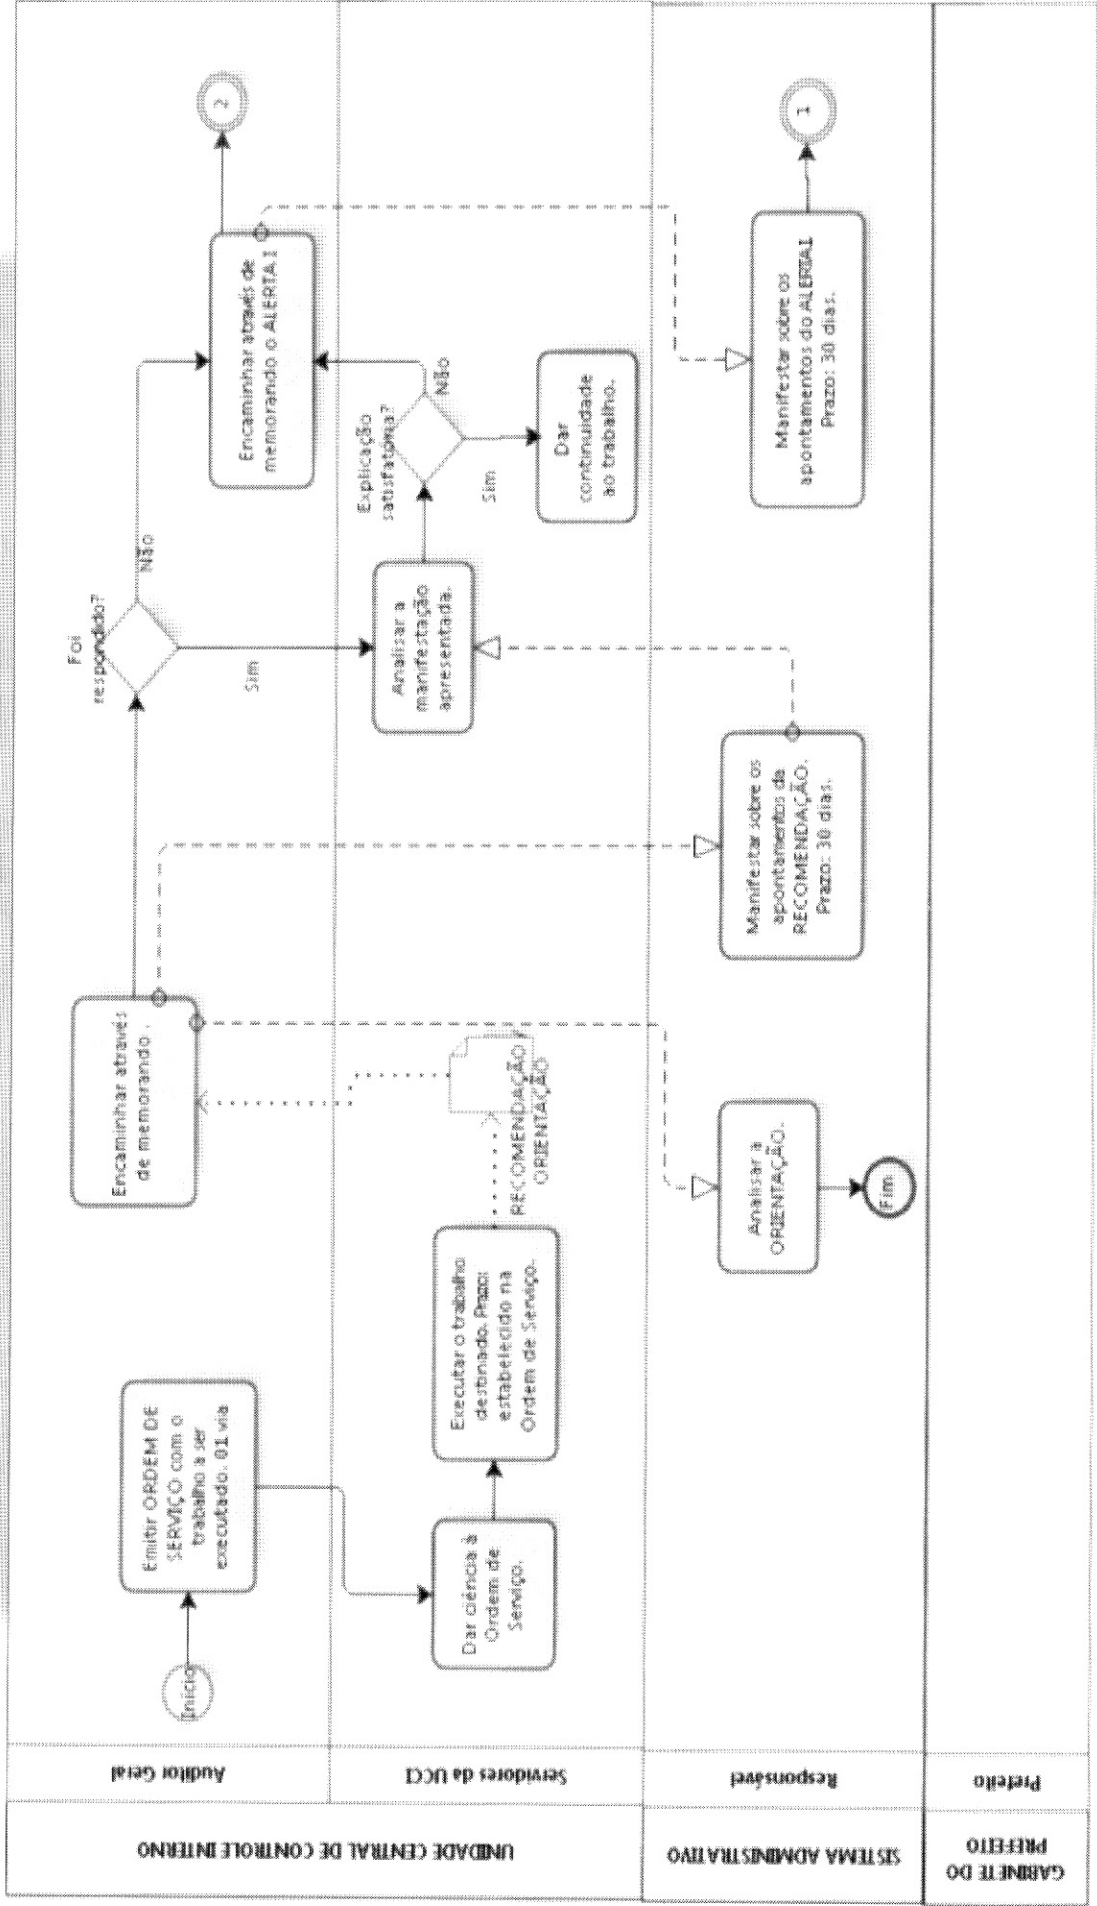 UNIDADE CENTRAL DE CONTROLE INTERNO
Auditor Geral
Início
Emitir ORDEM DE
SERVIÇO com o
trabalho a ser
executado: 01 via
Encaminhar através
de memorando .
Foi
respondido?
Não
Sim
Encaminhar através de
memorando o ALERTA I
2
Servidores da UCCI
Dar ciência à
Ordem de
Serviço.
Executar o trabalho
destinado. Prazo:
estabelecido na
Ordem de Serviço.
RECOMENDAÇÃO /
ORIENTAÇÃO
Analisar a
manifestação
apresentada.
Explicação
satisfatória?
Não
Sim
Dar
continuidade
ao trabalho.
SISTEMA ADMINISTRATIVO
Responsável
Analisar a
ORIENTAÇÃO.
Fim
Manifestar sobre os
apontamentos da
RECOMENDAÇÃO.
Prazo: 30 dias.
Manifestar sobre os
apontamentos do ALERTA I
Prazo: 30 dias.
1
GABINETE DO
PREFEITO
Prefeito